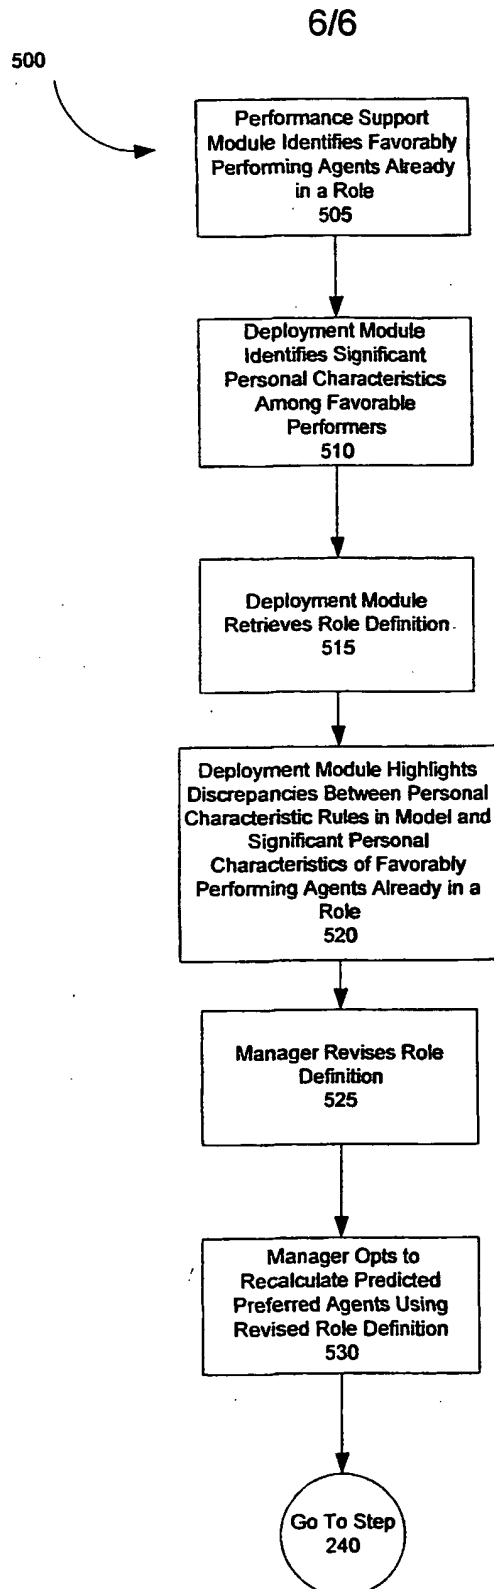 6/6
500
Performance Support
Module Identifies Favorably
Performing Agents Already
in a Role
505
Deployment Module
Identifies Significant
Personal Characteristics
Among Favorable
Performers
510
Deployment Module
Retrieves Role Definition
515
Deployment Module Highlights
Discrepancies Between Personal
Characteristic Rules in Model and
Significant Personal
Characteristics of Favorably
Performing Agents Already in a
Role
520
Manager Revises Role
Definition
525
Manager Opts to
Recalculate Predicted
Preferred Agents Using
Revised Role Definition
530
Go To Step
240